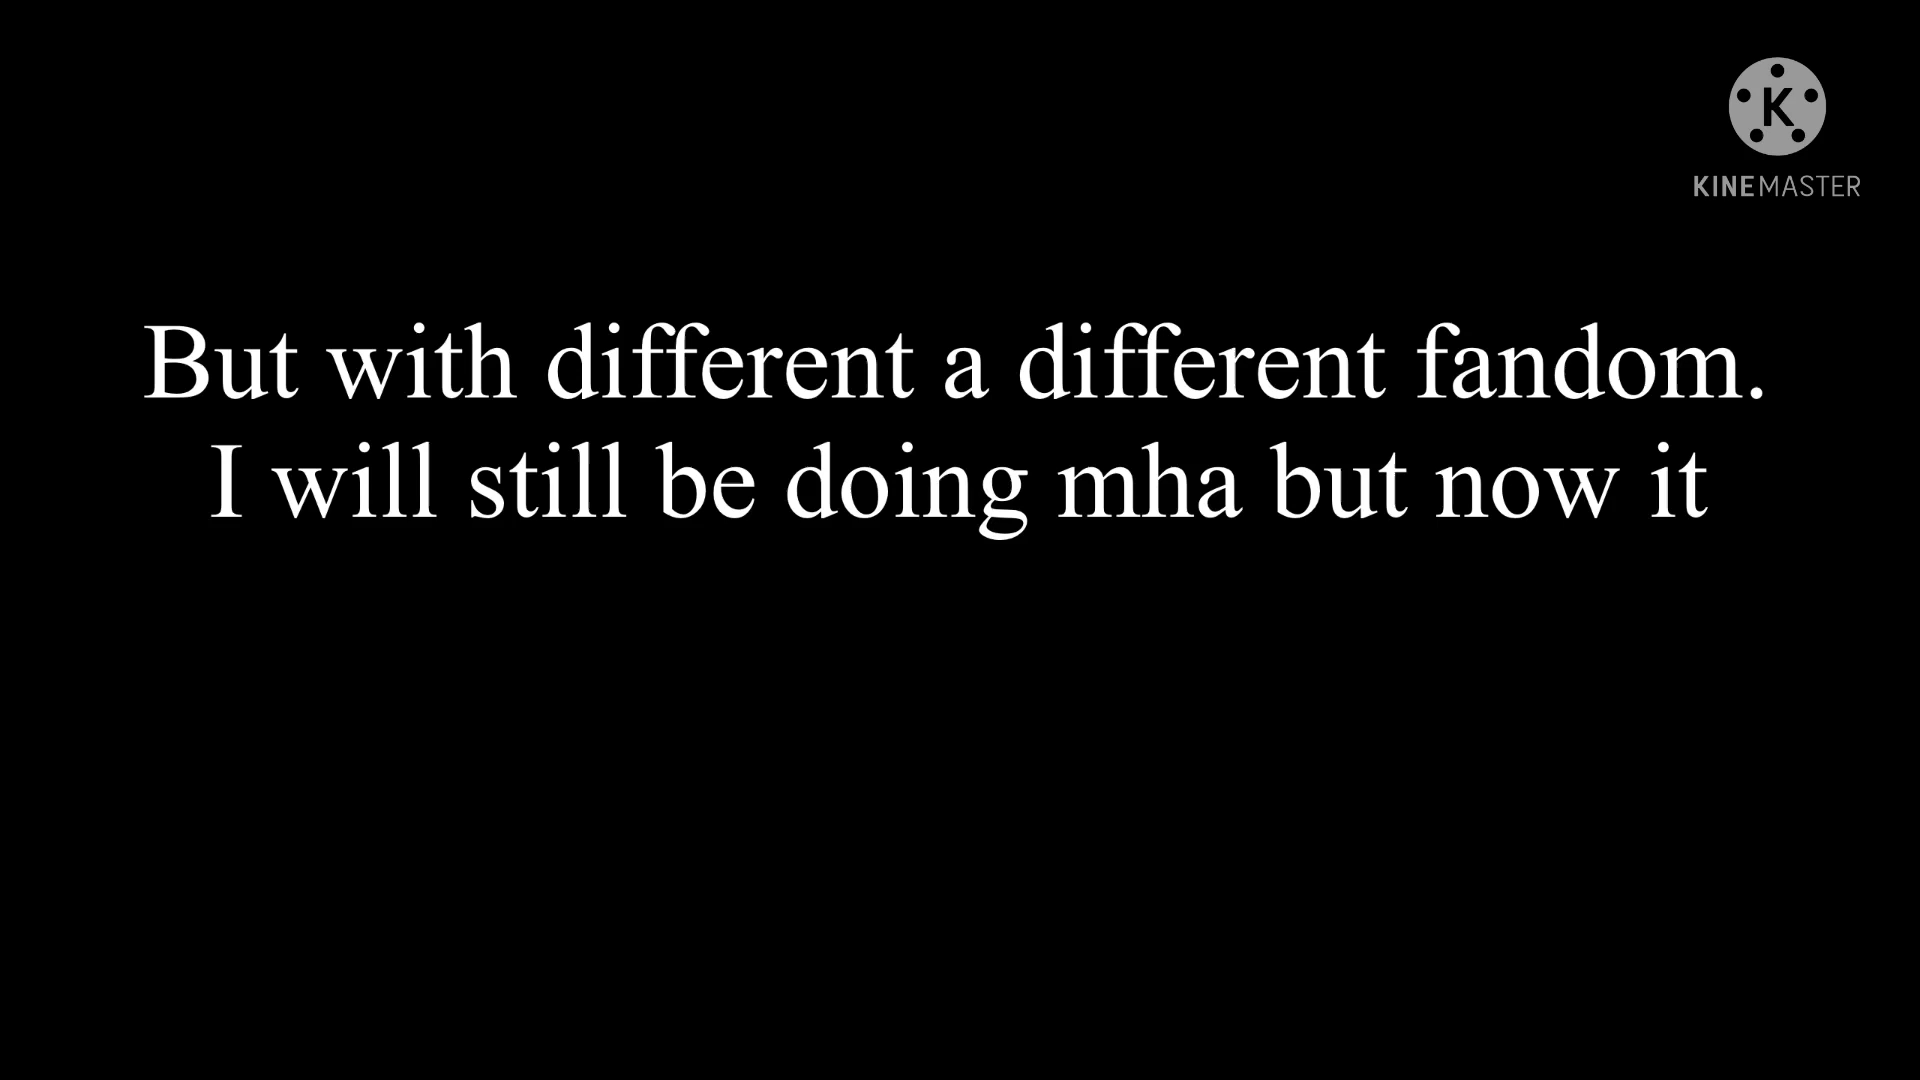 K
KINEMASTER
But with different a different fandom.
I will still be doing mha but now it